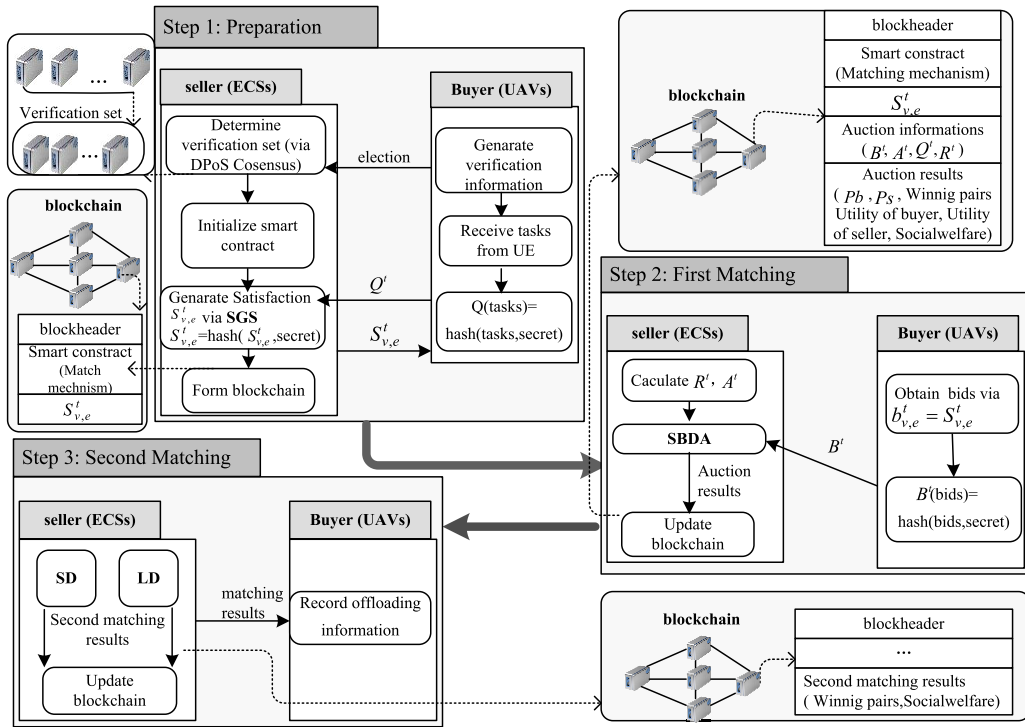 Step 1: Preparation
...
Verification set
...
seller (ECSs)
Determine
verification set (via
DPoS Cosensus)
Initialize smart
contract
Genarate Satisfaction
S^t_{v,e} via SGS
S^t_{v,e}=hash( S^t_{v,e},secret)
Form blockchain
election
Q^t
S^t_{v,e}
Buyer (UAVs)
Genarate
verification
information
Receive tasks
from UE
Q(tasks)=
hash(tasks,secret)
blockchain
blockheader
Smart constract
(Match
mechnism)
S^t_{v,e}
blockchain
blockheader
Smart constract
(Matching mechanism)
S^t_{v,e}
Auction informations
( B^t, A^t, Q^t, R^t)
Auction results
( Pb , Ps , Winnig pairs
Utility of buyer, Utility
of seller, Socialwelfare)
Step 2: First Matching
seller (ECSs)
Caculate R^t, A^t
SBDA
Auction
results
Update
blockchain
B^t
Buyer (UAVs)
Obtain bids via
b^t_{v,e} = S^t_{v,e}
B^t(bids)=
hash(bids,secret)
Step 3: Second Matching
seller (ECSs)
SD
LD
Second matching
results
Update
blockchain
matching
results
Buyer (UAVs)
Record offloading
information
blockchain
blockheader
...
Second matching results
( Winnig pairs,Socialwelfare)